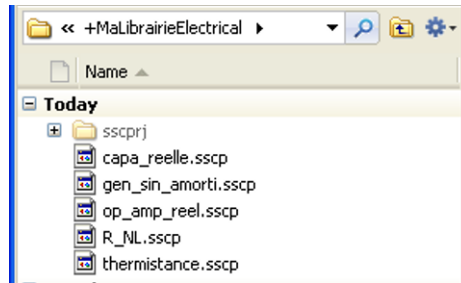 « +MaLibrairieElectrical
Name
Today
sscprj
capa_reelle.sscp
gen_sin_amorti.sscp
op_amp_reel.sscp
R_NL.sscp
thermistance.sscp